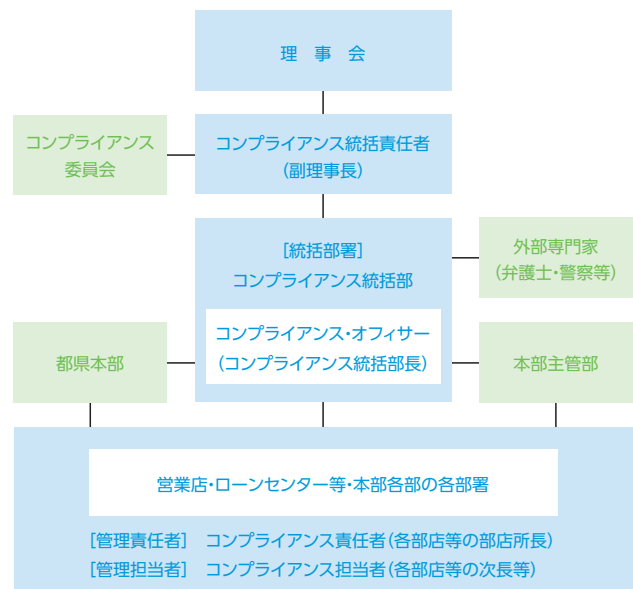 理 事 会
コンプライアンス
委員会
コンプライアンス統括責任者
(副理事長)
[統括部署]
コンプライアンス統括部
外部専門家
(弁護士・警察等)
コンプライアンス・オフィサー
(コンプライアンス統括部長)
都県本部
本部主管部
営業店・ローンセンター等・本部各部の各部署
[管理責任者] コンプライアンス責任者(各部店等の部店所長)
[管理担当者] コンプライアンス担当者(各部店等の次長等)